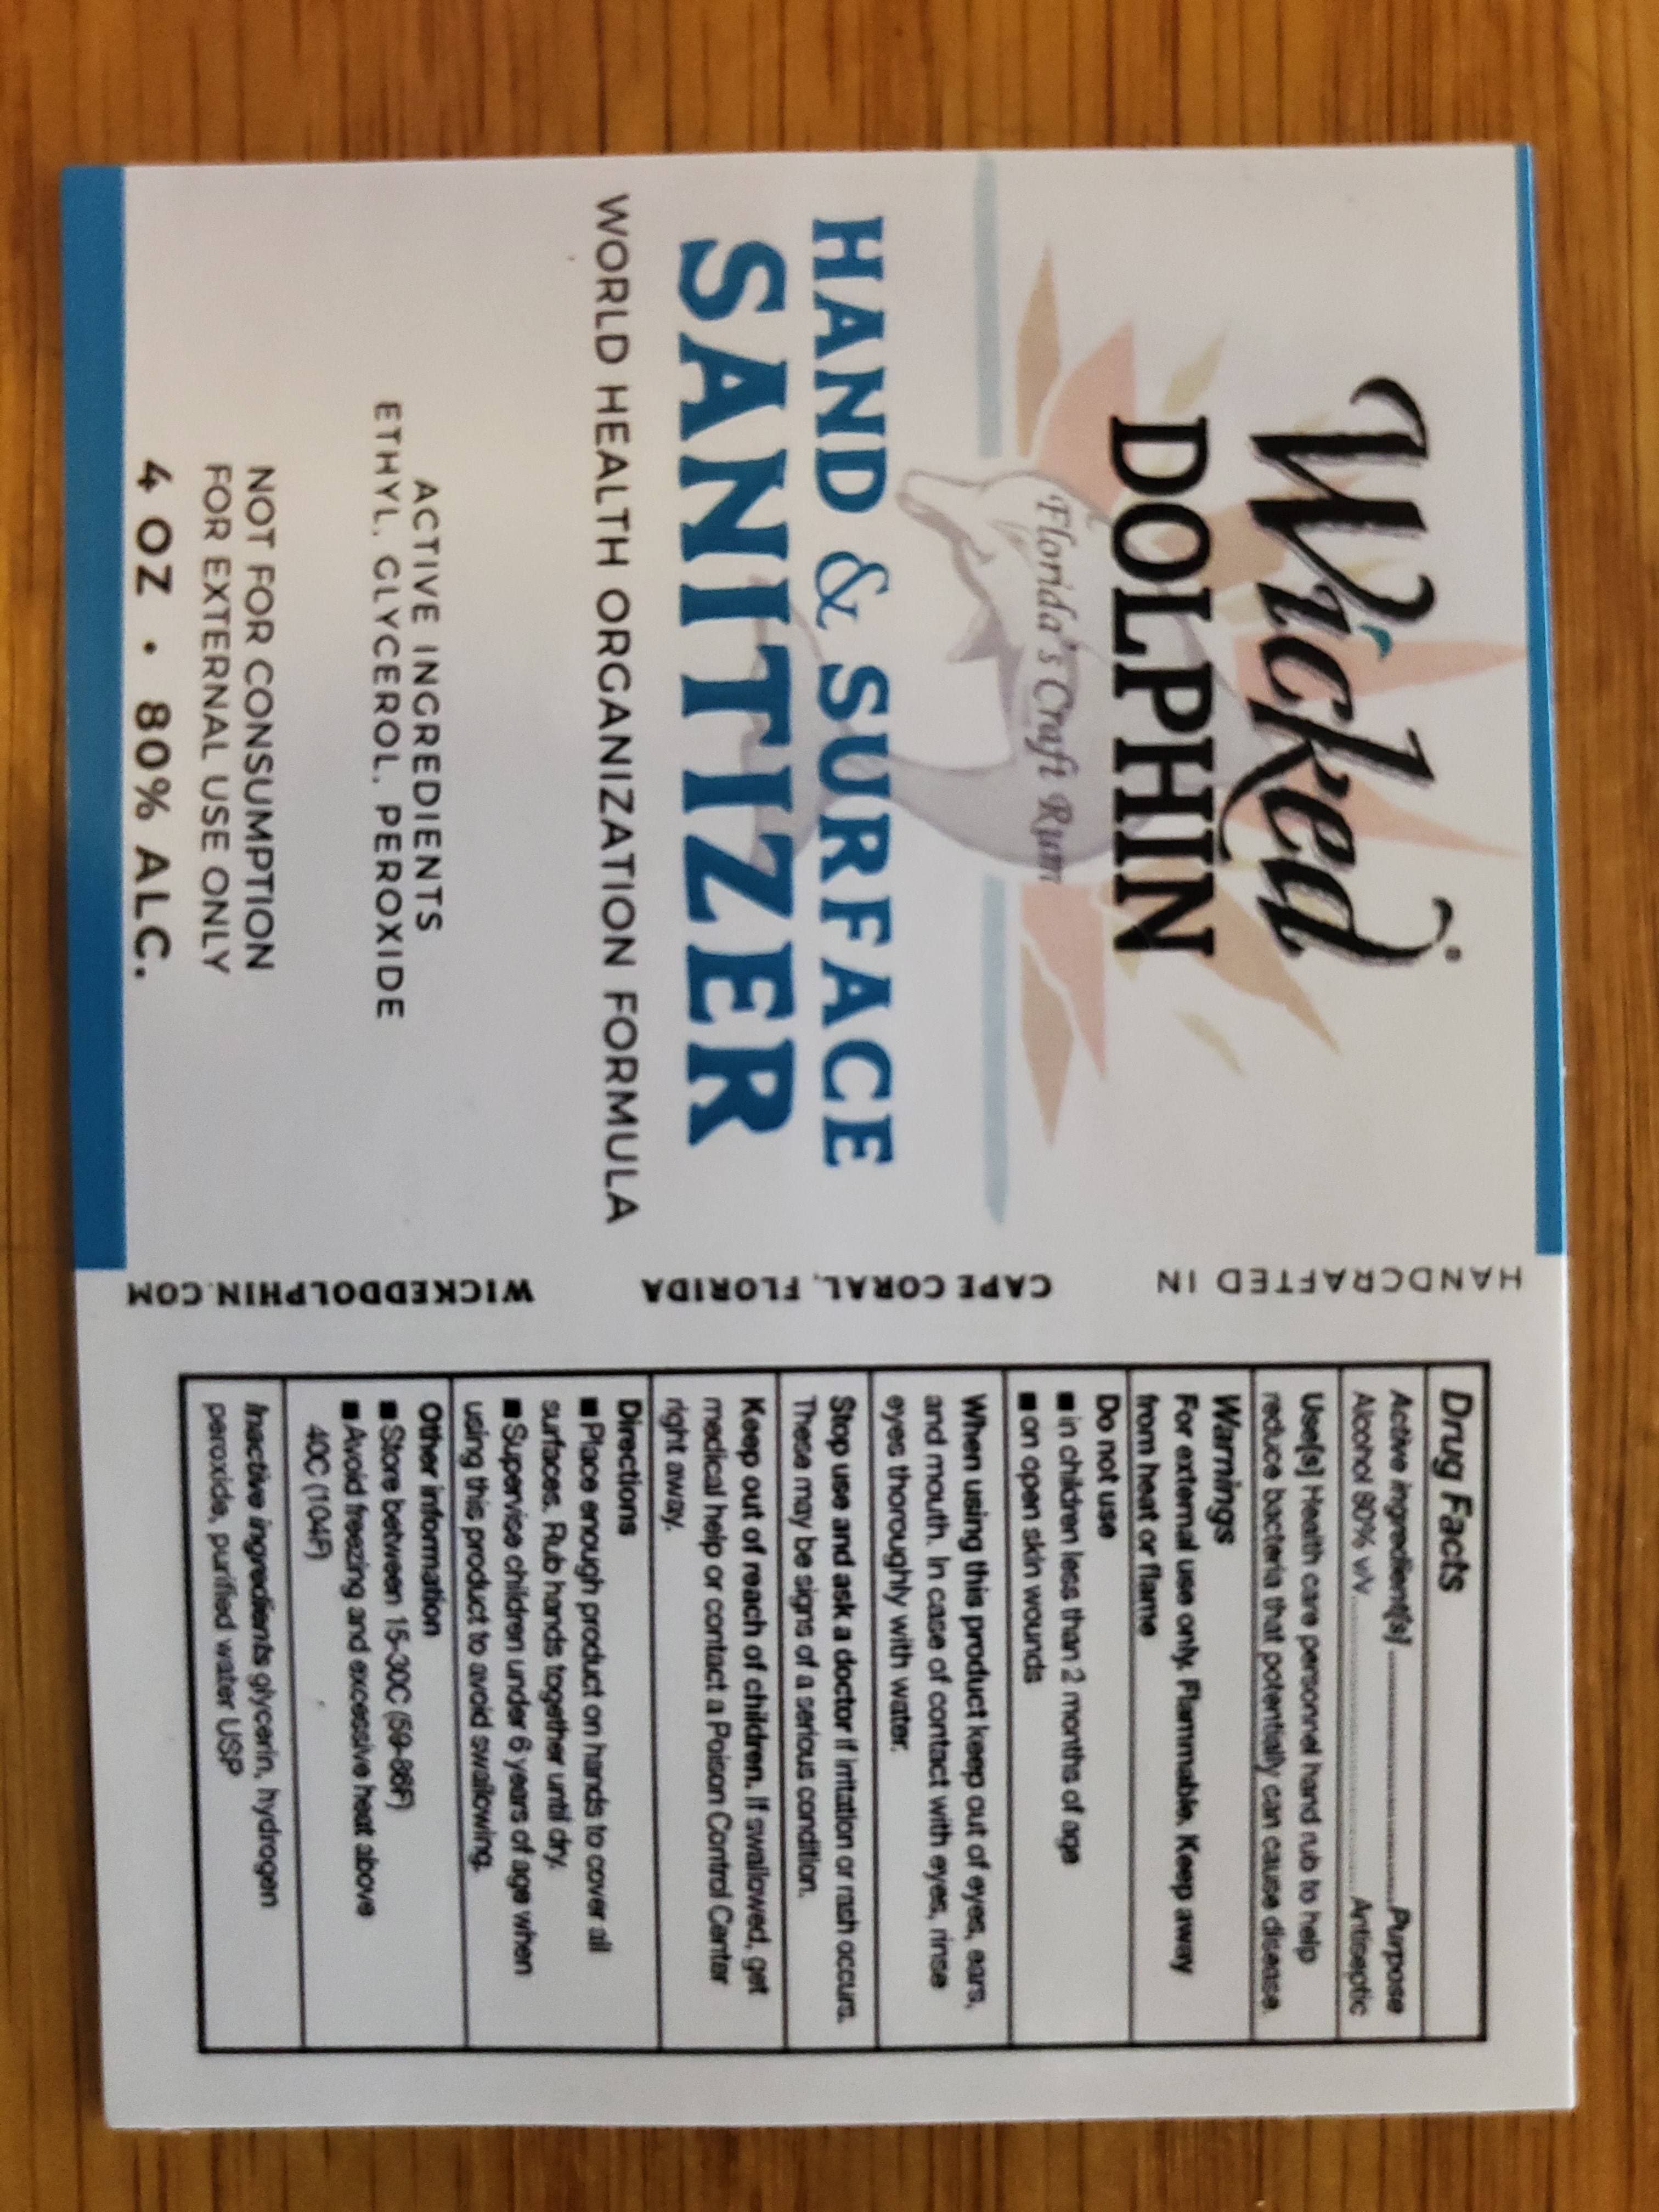 Wicked®
DOLPHIN
Florida's Craft Rum
HAND & SURFACE
SANITIZER
WORLD HEALTH ORGANIZATION FORMULA
ACTIVE INGREDIENTS
ETHYL, GLYCEROL, PEROXIDE
NOT FOR CONSUMPTION
FOR EXTERNAL USE ONLY
4 OZ • 80% ALC.
HANDCRAFTED IN
CAPE CORAL, FLORIDA
WICKEDDOLPHIN.COM
Drug Facts
Active ingredient[s]..........Purpose
Alcohol 80% v/v..........Antiseptic
Use[s] Health care personnel hand rub to help
reduce bacteria that potentially can cause disease.
Warnings
For external use only. Flammable. Keep away
from heat or flame
Do not use
■ in children less than 2 months of age
■ on open skin wounds
When using this product keep out of eyes, ears,
and mouth. In case of contact with eyes, rinse
eyes thoroughly with water.
Stop use and ask a doctor if irritation or rash occurs.
These may be signs of a serious condition.
Keep out of reach of children. If swallowed, get
medical help or contact a Poison Control Center
right away.
Directions
■ Place enough product on hands to cover all
surfaces. Rub hands together until dry.
■ Supervise children under 6 years of age when
using this product to avoid swallowing.
Other information
■ Store between 15-30C (59-86F)
■ Avoid freezing and excessive heat above
40C (104F)
Inactive ingredients glycerin, hydrogen
peroxide, purified water USP